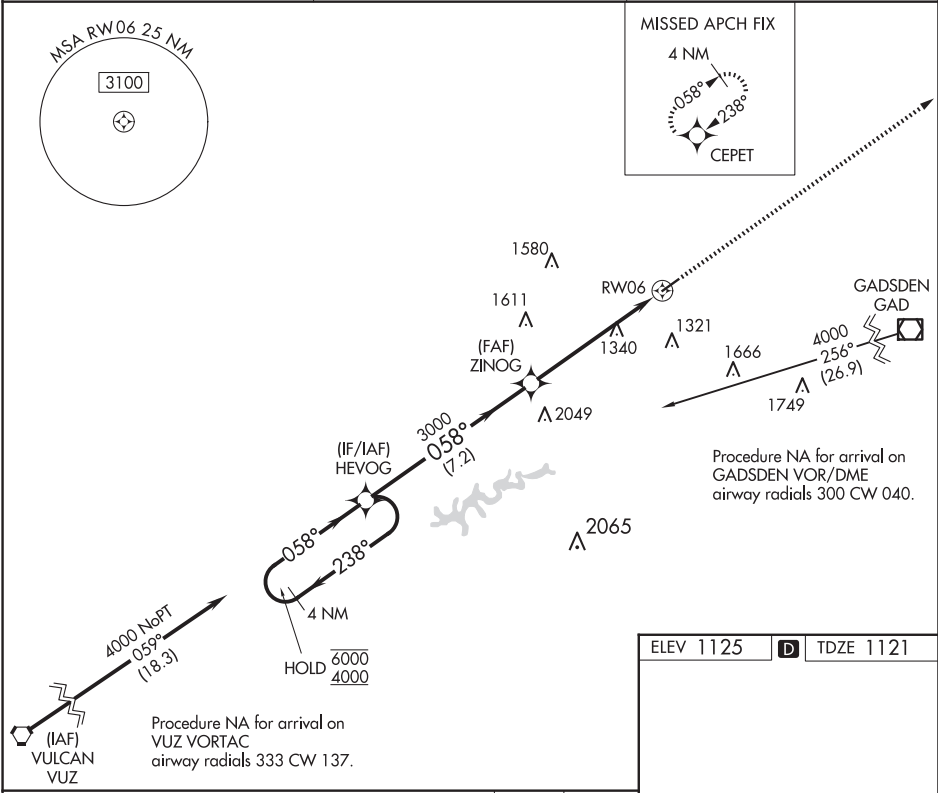 MSA RW06 25 NM
3100
MISSED APCH FIX
4 NM
058°
238°
CEPET
1580
RW06
1611
1340
1321
GADSDEN
GAD
4000
256°
(26.9)
1666
1749
(FAF)
ZINOG
2049
3000
058°
(7.2)
(IF/IAF)
HEVOG
Procedure NA for arrival on
GADSDEN VOR/DME
airway radials 300 CW 040.
058°
238°
2065
4 NM
4000 NoPT
059°
(18.3)
HOLD 6000
4000
ELEV 1125 D TDZE 1121
(IAF)
VULCAN
VUZ
Procedure NA for arrival on
VUZ VORTAC
airway radials 333 CW 137.